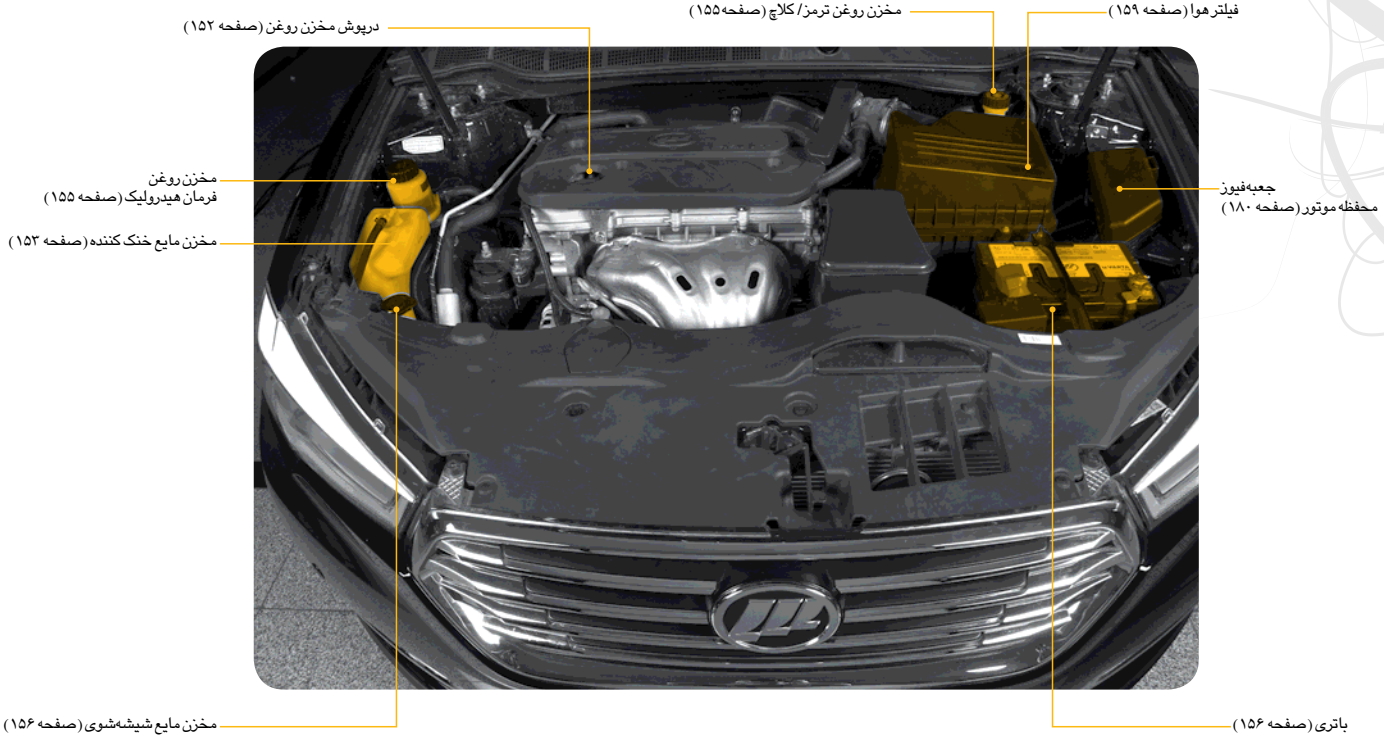 فیلتر هوا (صفحه ۱۵۹)
مخزن روغن ترمز/ کلاچ (صفحه۱۵۵)
درپوش مخزن روغن (صفحه ۱۵۲)
جعبه‌فیوز
محفظه موتور (صفحه ۱۸۰)
مخزن روغن
فرمان هیدرولیک (صفحه ۱۵۵)
مخزن مایع خنک کننده (صفحه ۱۵۳)
باتری (صفحه ۱۵۶)
مخزن مایع شیشه‌شوی (صفحه ۱۵۶)